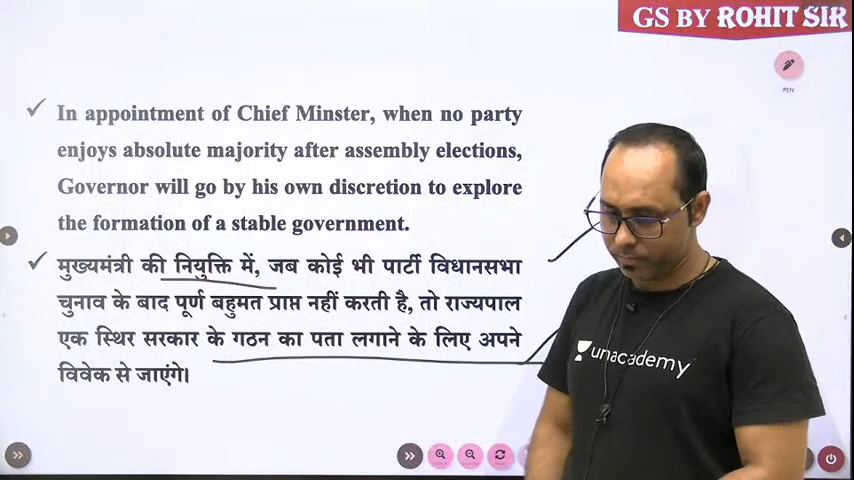 GS BY ROHIT SIR
PEN
In appointment of Chief Minster, when no party
enjoys absolute majority after assembly elections,
Governor will go by his own discretion to explore
the formation of a stable government.
मुख्यमंत्री की नियुक्ति में, जब कोई भी पार्टी विधानसभा
चुनाव के बाद पूर्ण बहुमत प्राप्त नहीं करती है, तो राज्यपाल
एक स्थिर सरकार के गठन का पता लगाने के लिए अपने
विवेक से जाएंगे।
unacademy